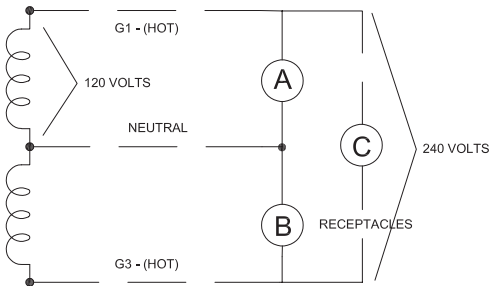 G1 - (HOT)
A
120 VOLTS
NEUTRAL
C
240 VOLTS
B
RECEPTACLES
G3 - (HOT)